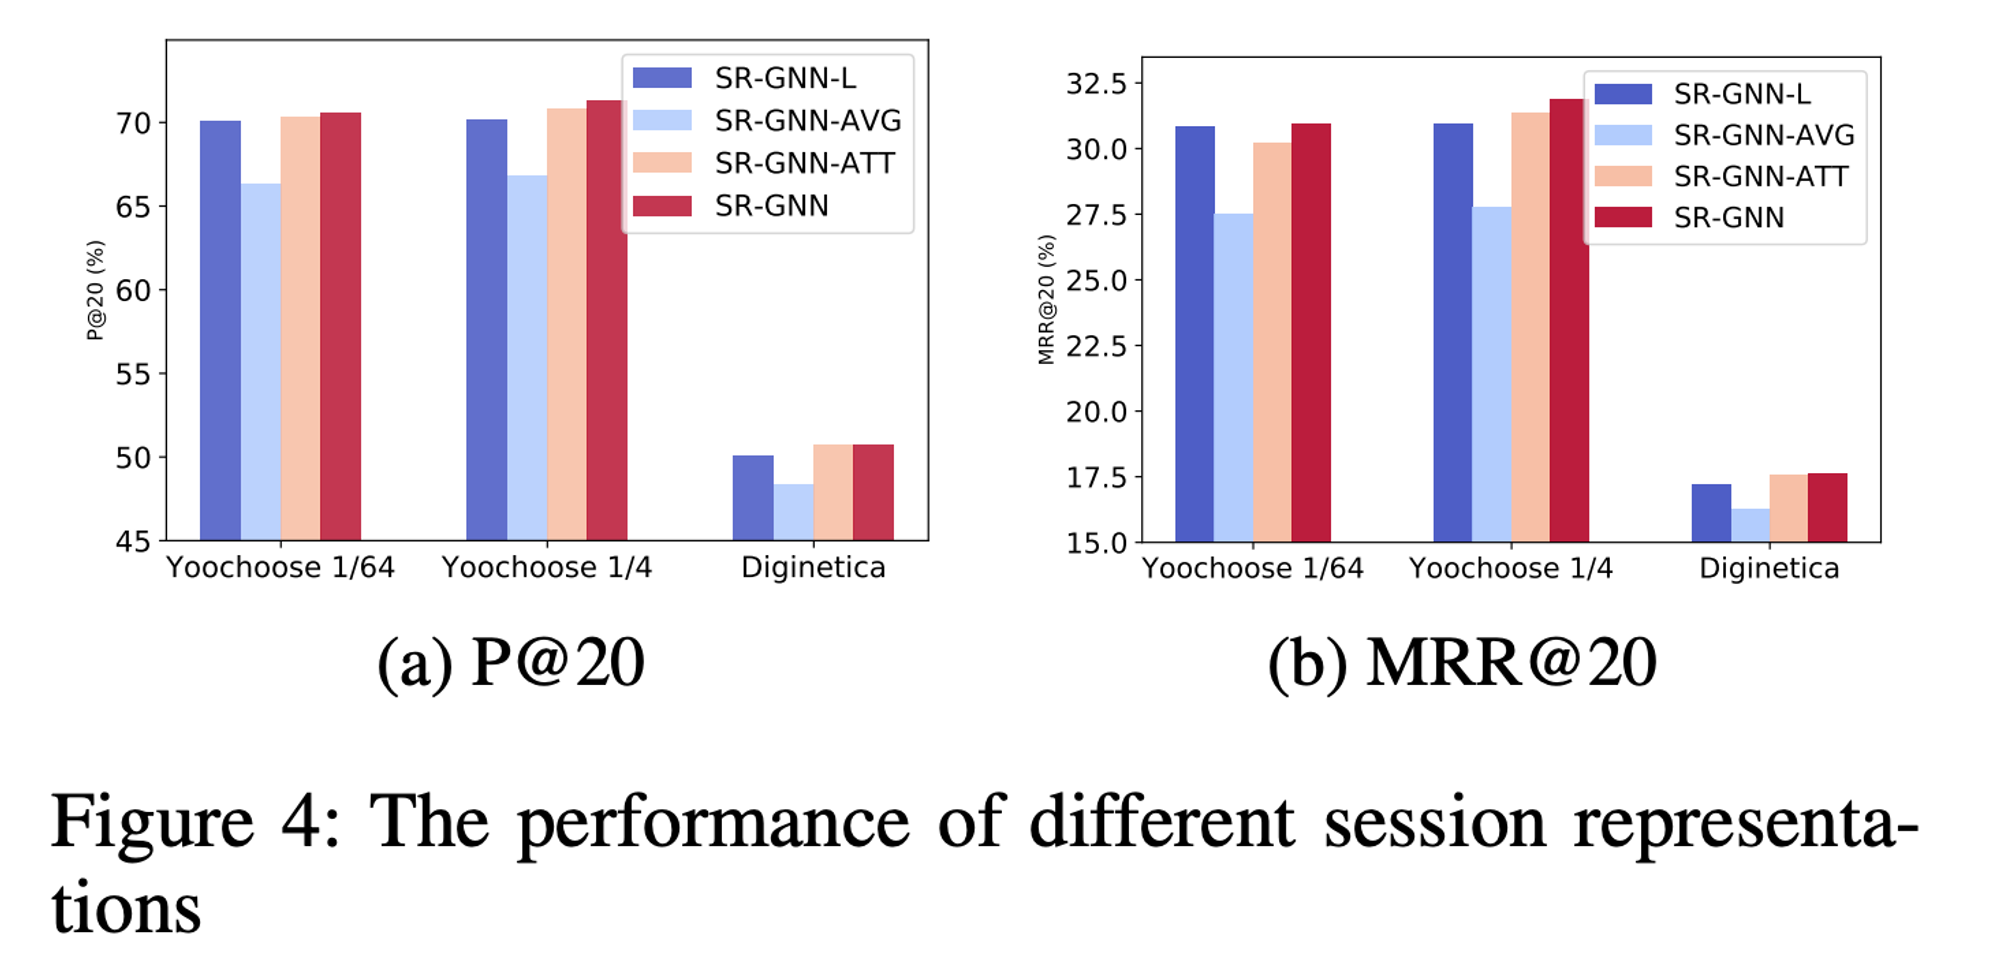 SR-GNN-L
SR-GNN-AVG
SR-GNN-ATT
SR-GNN
P@20 (%)
70
65
60
55
50
45
Yoochoose 1/64 Yoochoose 1/4 Diginetica
(a) P@20
SR-GNN-L
SR-GNN-AVG
SR-GNN-ATT
SR-GNN
MRR@20 (%)
32.5
30.0
27.5
25.0
22.5
20.0
17.5
15.0
Yoochoose 1/64 Yoochoose 1/4 Diginetica
(b) MRR@20
Figure 4: The performance of different session representa-
tions